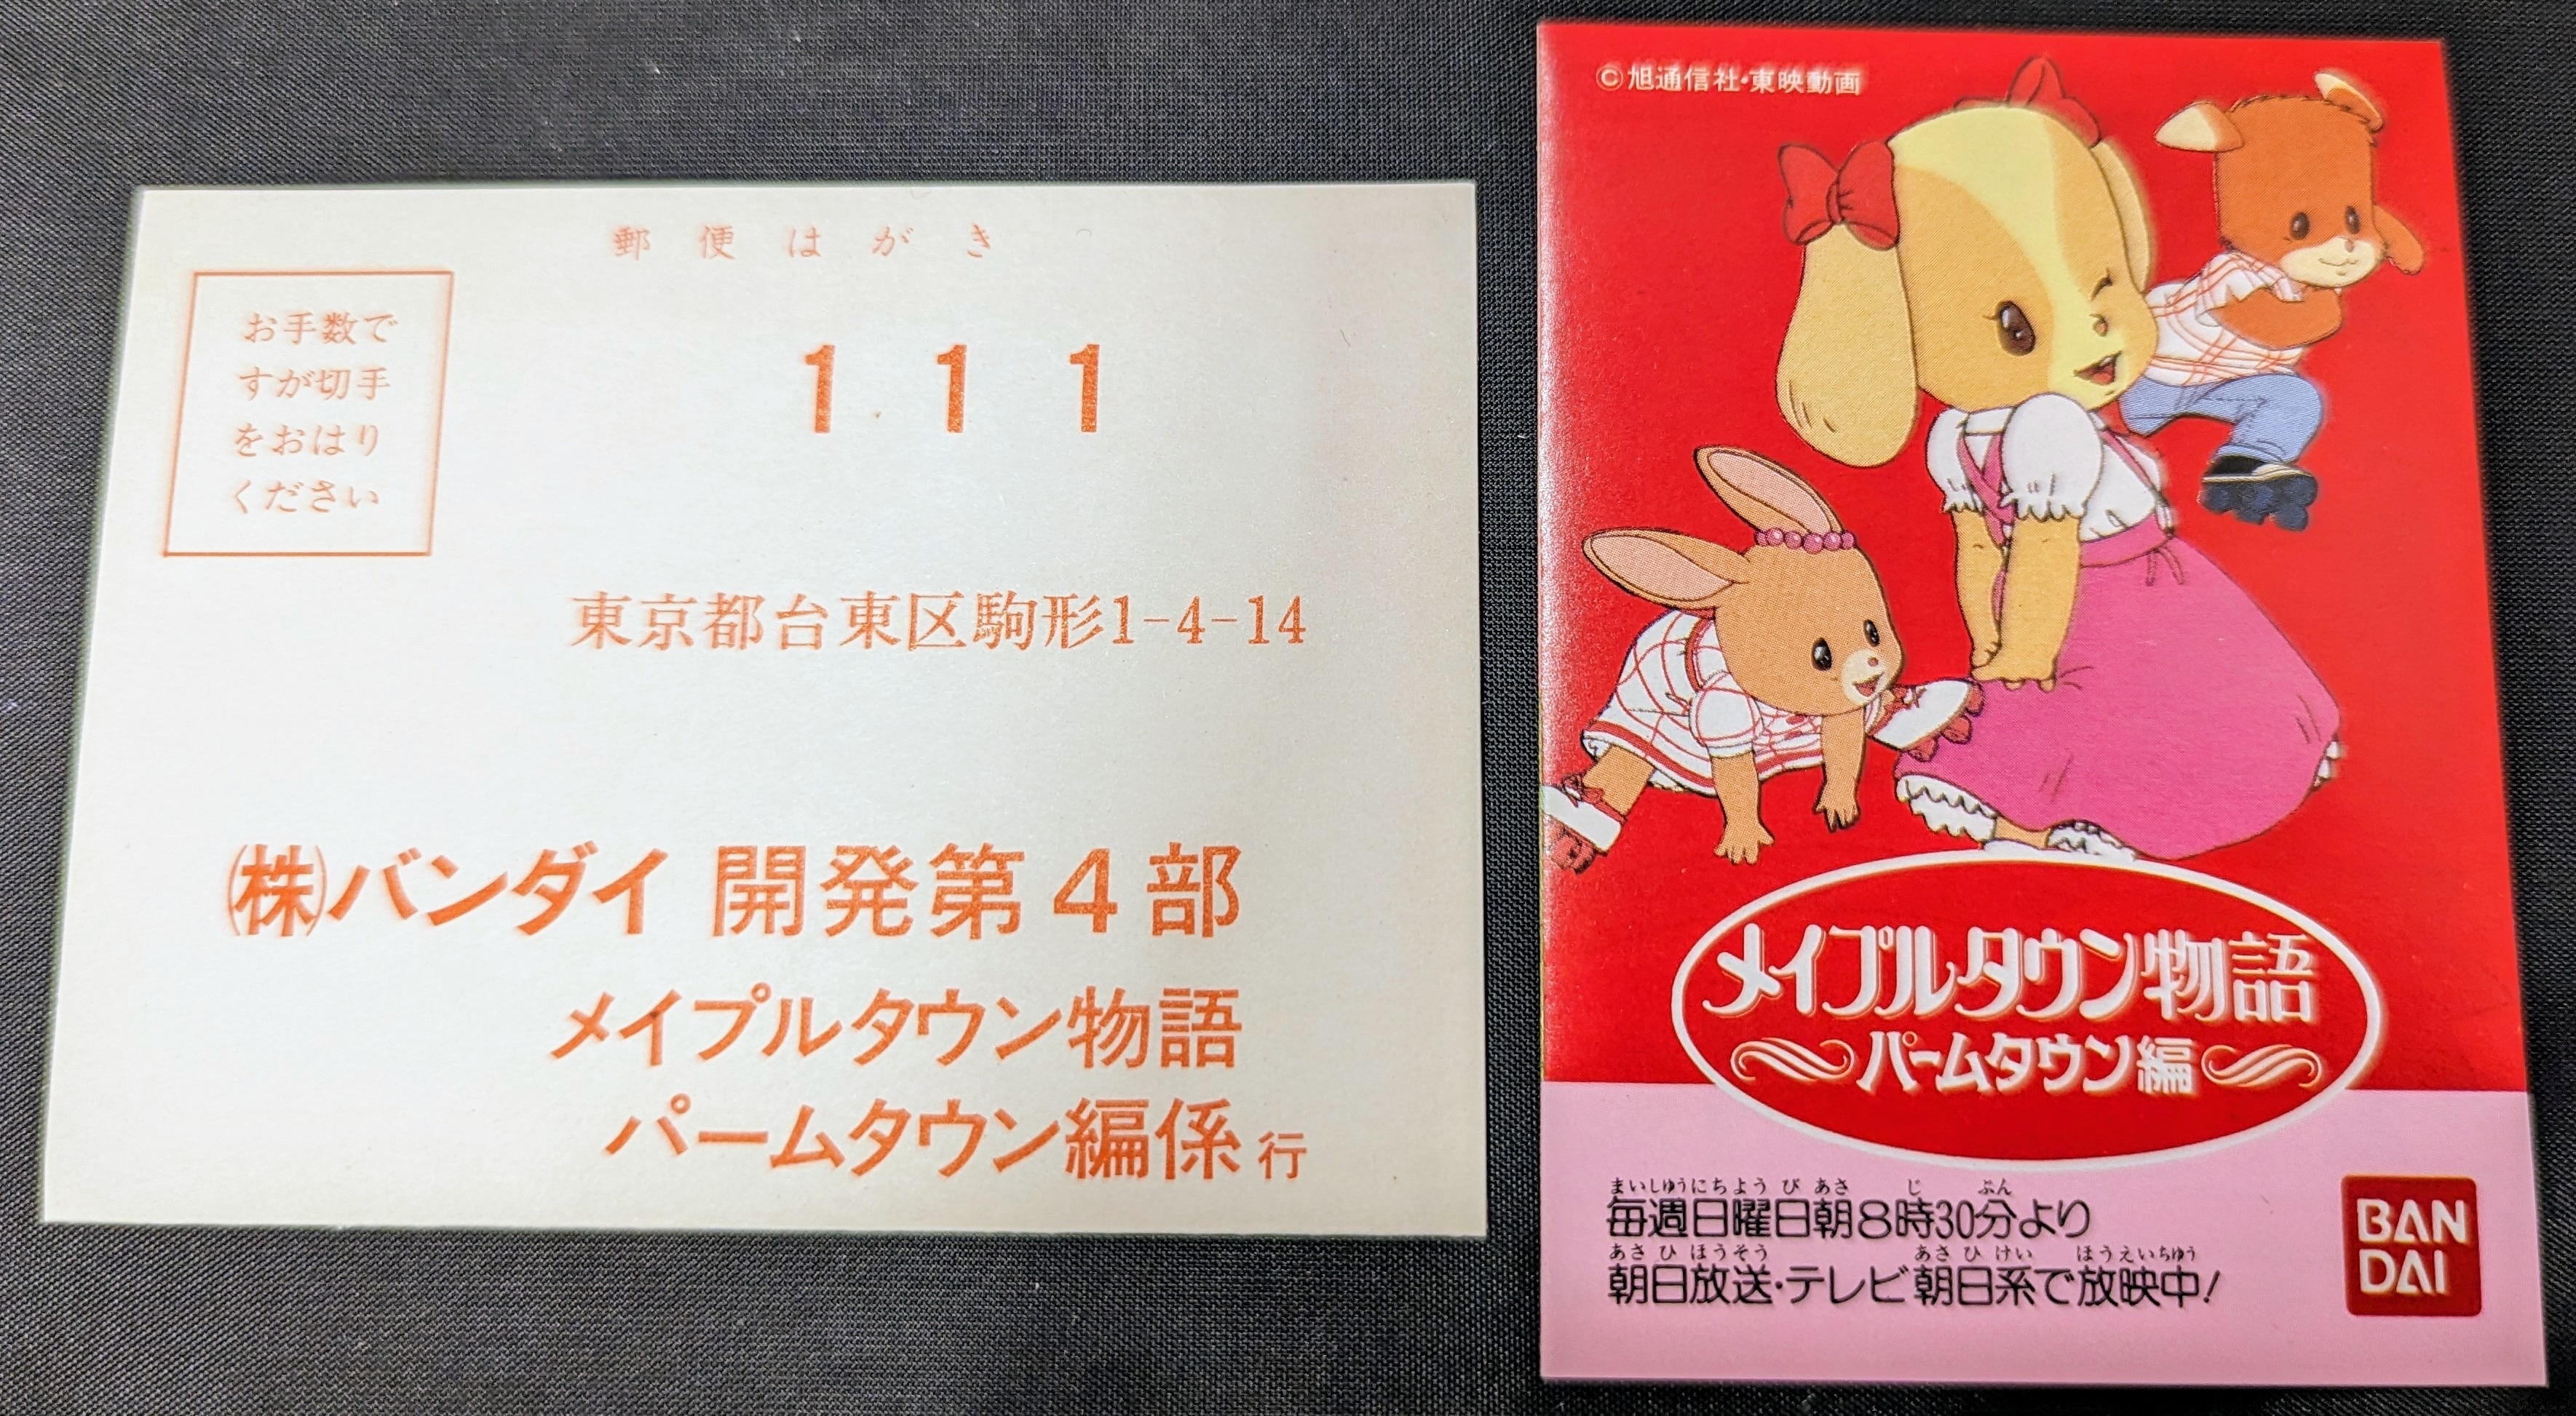 郵便はがき
お手数で
すが切手
をおはり
ください
111
東京都台東区駒形1-4-14
㈱バンダイ 開発第4部
メイプルタウン物語
パームタウン編係 行
©旭通信社・東映動画
メイプルタウン物語
パームタウン編
まいしゅうにちようび あさ じ ぷん
毎週日曜日朝8時30分より
あさひほうそう あさひけい ほうえいちゅう
朝日放送・テレビ朝日系で放映中!
BAN
DAI